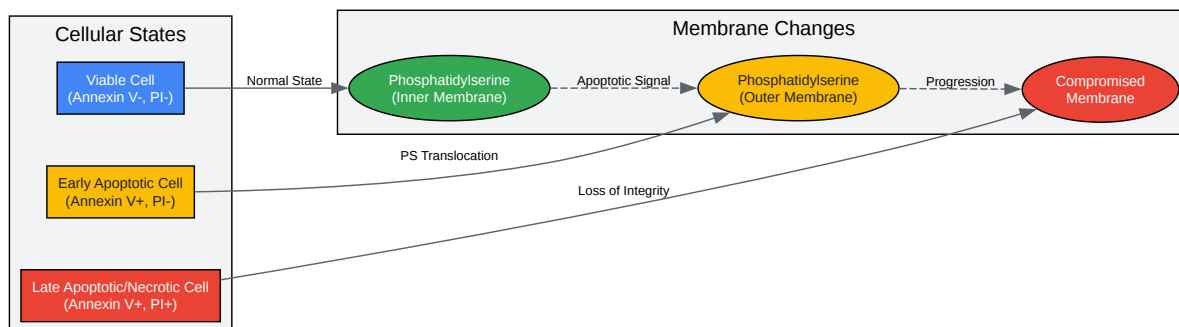 Cellular States
Viable Cell
(Annexin V-, PI-)
Early Apoptotic Cell
(Annexin V+, PI-)
Late Apoptotic/Necrotic Cell
(Annexin V+, PI+)
Membrane Changes
Normal State
Phosphatidylserine
(Inner Membrane)
Apoptotic Signal
Phosphatidylserine
(Outer Membrane)
Progression
Compromised
Membrane
PS Translocation
Loss of Integrity